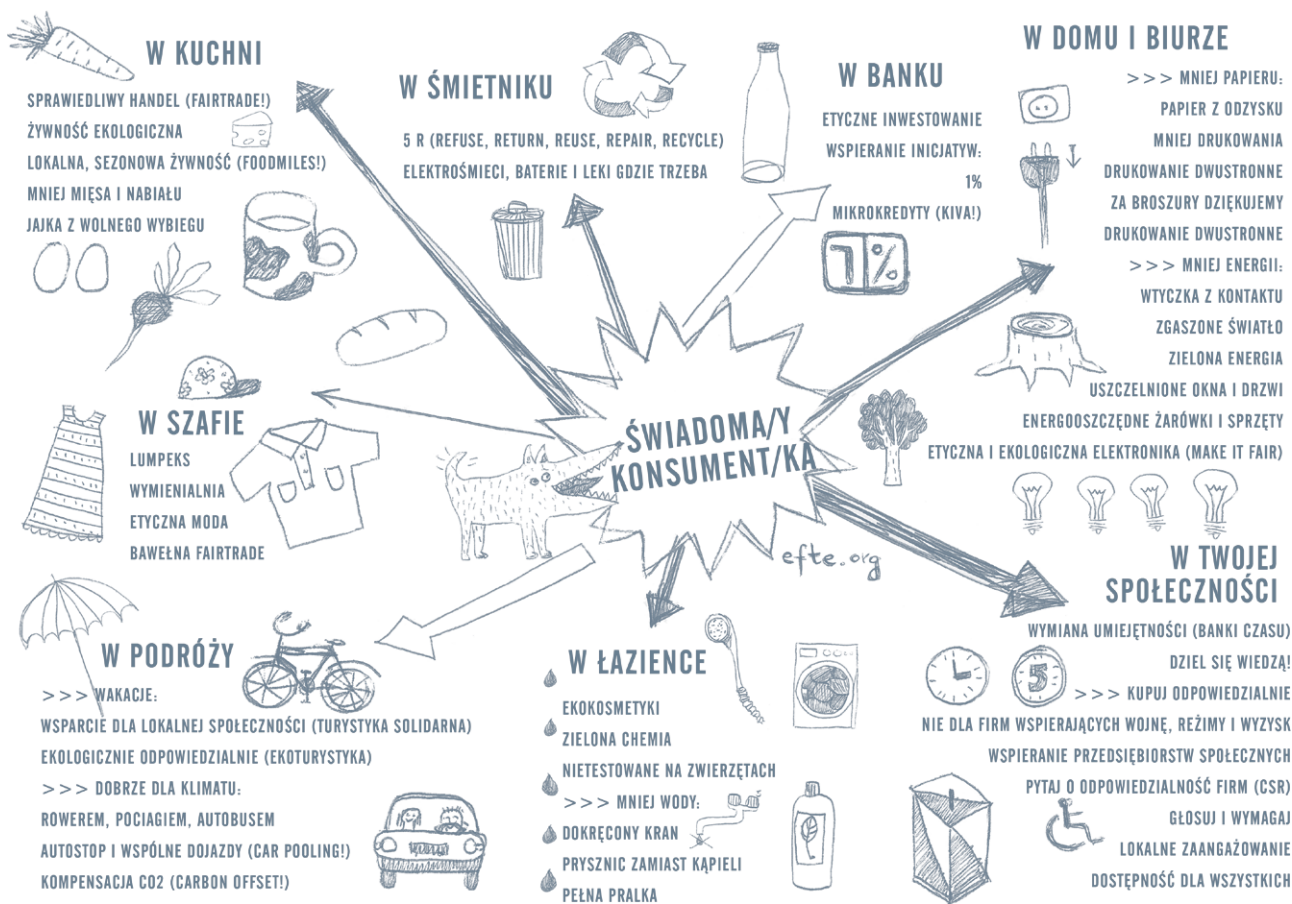 W KUCHNI
SPRAWIEDLIWY HANDEL (FAIRTRADE!)
ŻYWNOŚĆ EKOLOGICZNA
LOKALNA, SEZONOWA ŻYWNOŚĆ (FOODMILES!)
MNIEJ MIĘSA I NABIAŁU
JAJKA Z WOLNEGO WYBIEGU
W ŚMIETNIKU
5 R (REFUSE, RETURN, REUSE, REPAIR, RECYCLE)
ELEKTROŚMIECI, BATERIE I LEKI GDZIE TRZEBA
W BANKU
ETYCZNE INWESTOWANIE
WSPIERANIE INICJATYW:
1%
MIKROKREDYTY (KIVA!)
1%
W DOMU I BIURZE
>>> MNIEJ PAPIERU:
PAPIER Z ODZYSKU
MNIEJ DRUKOWANIA
DRUKOWANIE DWUSTRONNE
ZA BROSZURY DZIĘKUJEMY
DRUKOWANIE DWUSTRONNE
>>> MNIEJ ENERGII:
WTYCZKA Z KONTAKTU
ZGASZONE ŚWIATŁO
ZIELONA ENERGIA
USZCZELNIONE OKNA I DRZWI
ENERGOOSZCZĘDNE ŻARÓWKI I SPRZĘTY
ETYCZNA I EKOLOGICZNA ELEKTRONIKA (MAKE IT FAIR)
W SZAFIE
LUMPEKS
WYMIENIALNIA
ETYCZNA MODA
BAWEŁNA FAIRTRADE
ŚWIADOMA/Y
KONSUMENT/KA
efte.org
W PODRÓŻY
>>> WAKACJE:
WSPARCIE DLA LOKALNEJ SPOŁECZNOŚCI (TURYSTYKA SOLIDARNA)
EKOLOGICZNIE ODPOWIEDZIALNIE (EKOTURYSTYKA)
>>> DOBRZE DLA KLIMATU:
ROWEREM, POCIAGIEM, AUTOBUSEM
AUTOSTOP I WSPÓLNE DOJAZDY (CAR POOLING!)
KOMPENSACJA CO2 (CARBON OFFSET!)
W ŁAZIENCE
EKOKOSMETYKI
ZIELONA CHEMIA
NIETESTOWANE NA ZWIERZĘTACH
>>> MNIEJ WODY:
DOKRĘCONY KRAN
PRYSZNIC ZAMIAST KĄPIELI
PEŁNA PRALKA
W TWOJEJ
SPOŁECZNOŚCI
WYMIANA UMIEJĘTNOŚCI (BANKI CZASU)
DZIEL SIĘ WIEDZĄ!
5
>>> KUPUJ ODPOWIEDZIALNIE
NIE DLA FIRM WSPIERAJĄCYCH WOJNĘ, REŻIMY I WYZYSK
WSPIERANIE PRZEDSIĘBIORSTW SPOŁECZNYCH
PYTAJ O ODPOWIEDZIALNOŚĆ FIRM (CSR)
GŁOSUJ I WYMAGAJ
LOKALNE ZAANGAŻOWANIE
DOSTĘPNOŚĆ DLA WSZYSTKICH